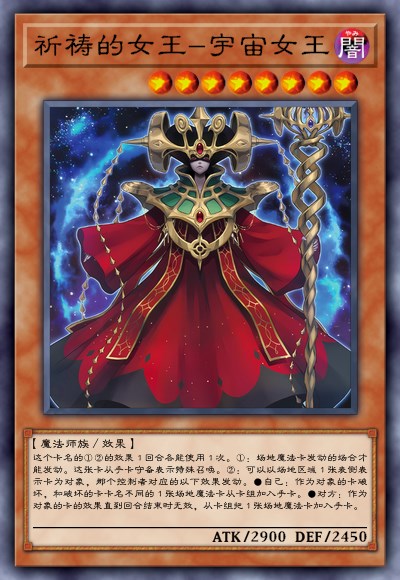 祈祷的女王-宇宙女王
やみ
闇
【魔法师族/效果】
这个卡名的①②的效果1回合各能使用1次。①：场地魔法卡发动的场合才
能发动。这张卡从手卡守备表示特殊召唤。②：可以以场地区域1张表侧表
示卡为对象，那个控制者对应的以下效果发动。●自己：作为对象的卡破
坏，和破坏的卡卡名不同的1张场地魔法卡从卡组加入手卡。●对方：作为
对象的卡的效果直到回合结束时无效，从卡组把1张场地魔法卡加入手卡。
ATK/2900 DEF/2450